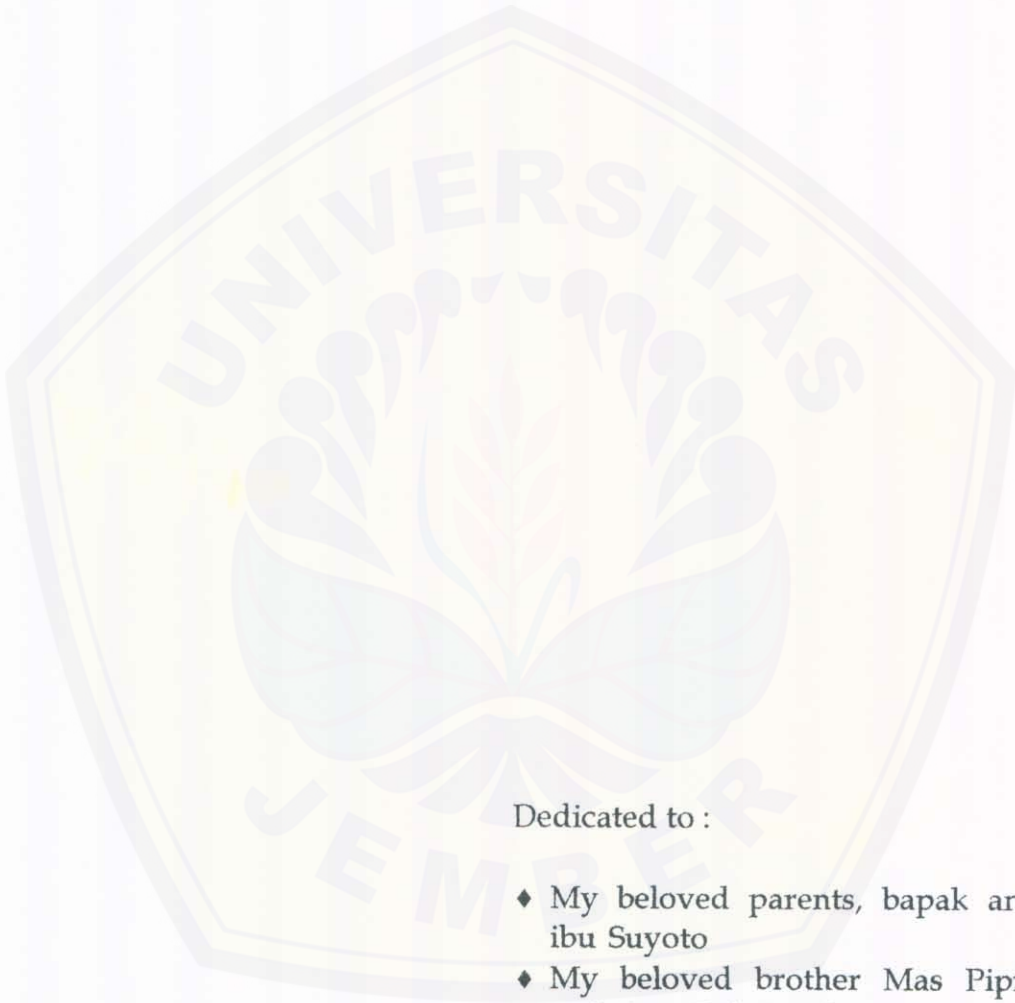 UNIVERSITAS
JEMBER
Dedicated to :
♦ My beloved parents, bapak
ibu Suyoto
♦ My beloved brother Mas